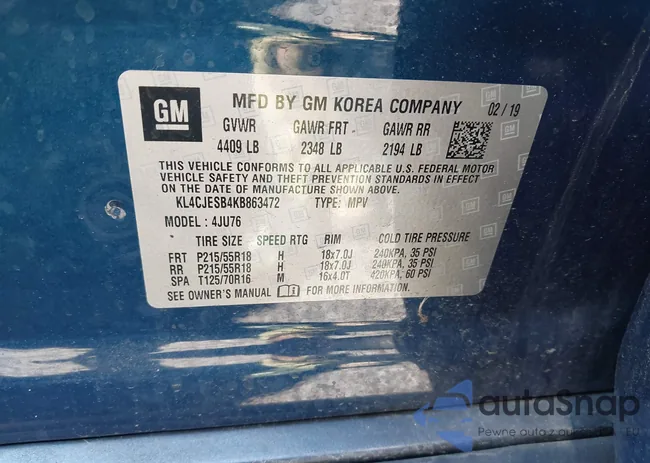 GM MFD BY GM KOREA COMPANY 02 / 19
GVWR GAWR FRT GAWR RR
4409 LB 2348 LB 2194 LB
THIS VEHICLE CONFORMS TO ALL APPLICABLE U.S. FEDERAL MOTOR
VEHICLE SAFETY AND THEFT PREVENTION STANDARDS IN EFFECT
ON THE DATE OF MANUFACTURE SHOWN ABOVE.
KL4CJESB4KB863472 TYPE: MPV
MODEL : 4JU76
TIRE SIZE SPEED RTG RIM COLD TIRE PRESSURE
FRT P215/55R18 H 18x7.0J 240KPA, 35 PSI
RR P215/55R18 H 18x7.0J 240KPA, 35 PSI
SPA T125/70R16 M 16x4.0T 420KPA, 60 PSI
SEE OWNER'S MANUAL FOR MORE INFORMATION.
autoSnap
Pewne auta z